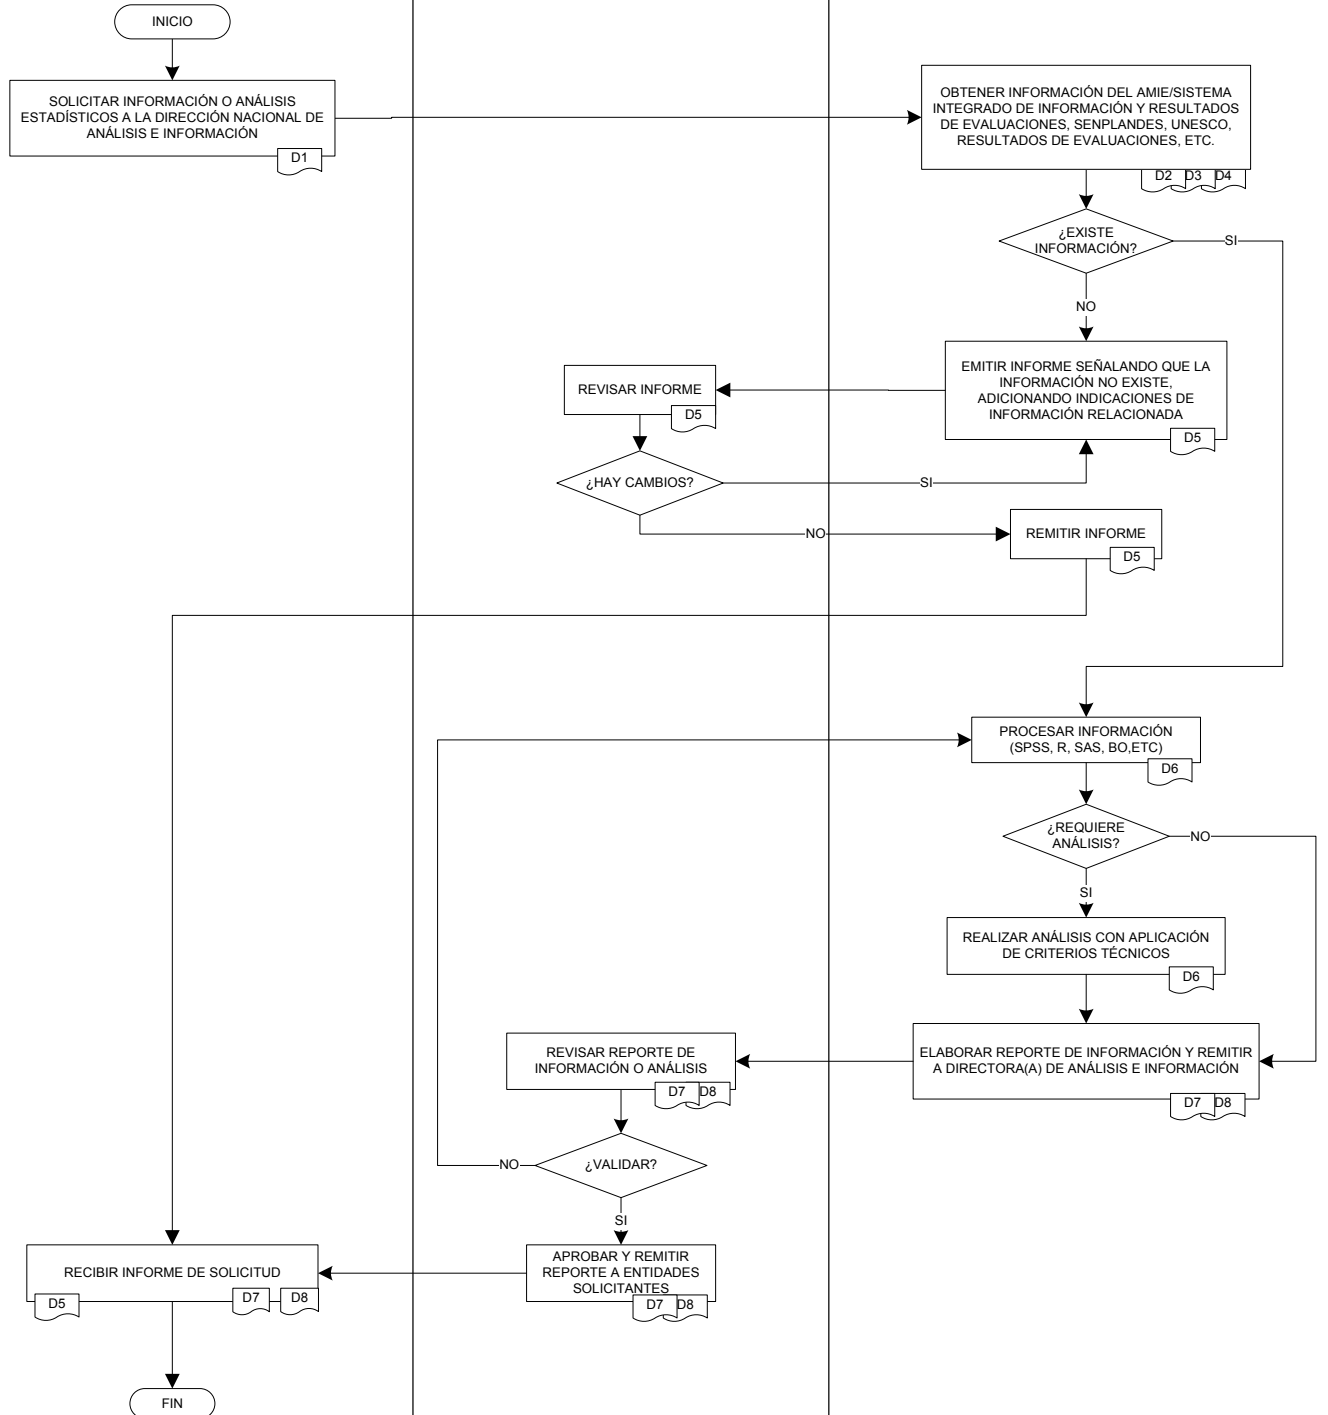 INICIO
SOLICITAR INFORMACIÓN O ANÁLISIS
ESTADÍSTICOS A LA DIRECCIÓN NACIONAL DE
ANÁLISIS E INFORMACIÓN
D1
OBTENER INFORMACIÓN DEL AMIE/SISTEMA
INTEGRADO DE INFORMACIÓN Y RESULTADOS
DE EVALUACIONES, SENPLANDES, UNESCO,
RESULTADOS DE EVALUACIONES, ETC.
D2 D3 D4
¿EXISTE
INFORMACIÓN?
SI
NO
EMITIR INFORME SEÑALANDO QUE LA
INFORMACIÓN NO EXISTE,
ADICIONANDO INDICACIONES DE
INFORMACIÓN RELACIONADA
D5
REVISAR INFORME
D5
¿HAY CAMBIOS?
SI
NO
REMITIR INFORME
D5
PROCESAR INFORMACIÓN
(SPSS, R, SAS, BO,ETC)
D6
¿REQUIERE
ANÁLISIS?
NO
SI
REALIZAR ANÁLISIS CON APLICACIÓN
DE CRITERIOS TÉCNICOS
D6
ELABORAR REPORTE DE INFORMACIÓN Y REMITIR
A DIRECTORA(A) DE ANÁLISIS E INFORMACIÓN
D7 D8
REVISAR REPORTE DE
INFORMACIÓN O ANÁLISIS
D7 D8
¿VALIDAR?
NO
SI
APROBAR Y REMITIR
REPORTE A ENTIDADES
SOLICITANTES
D7 D8
RECIBIR INFORME DE SOLICITUD
D5 D7 D8
FIN